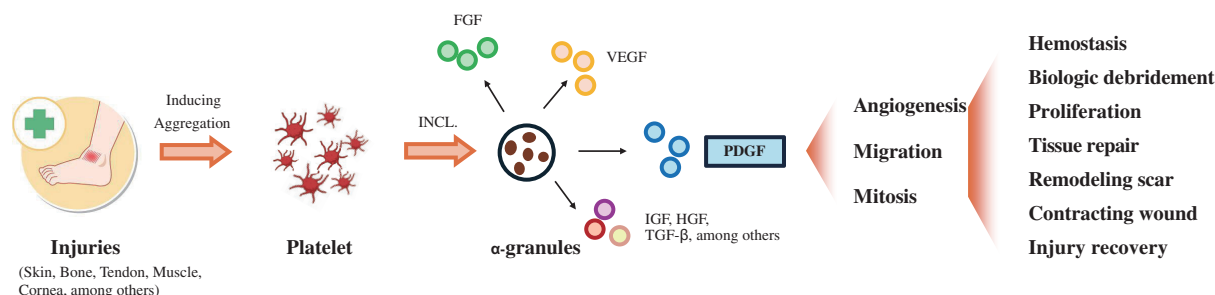 Inducing
Aggregation
Injuries
(Skin, Bone, Tendon, Muscle,
Cornea, among others)
Platelet
INCL.
FGF
VEGF
α-granules
PDGF
IGF, HGF,
TGF-β, among others
Angiogenesis
Migration
Mitosis
Hemostasis
Biologic debridement
Proliferation
Tissue repair
Remodeling scar
Contracting wound
Injury recovery